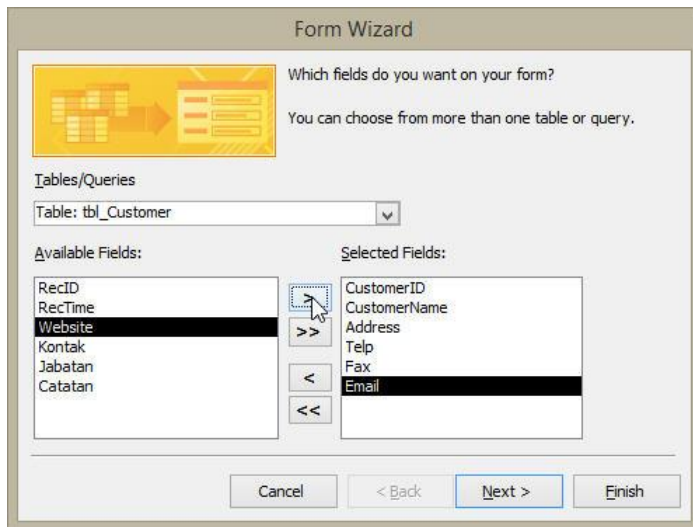 Form Wizard
Which fields do you want on your form?
You can choose from more than one table or query.
Tables/Queries
Table: tbl_Customer
Available Fields:
RecID
RecTime
Website
Kontak
Jabatan
Catatan
>
>>
<
<<
Selected Fields:
CustomerID
CustomerName
Address
Telp
Fax
Email
Cancel
< Back
Next >
Finish